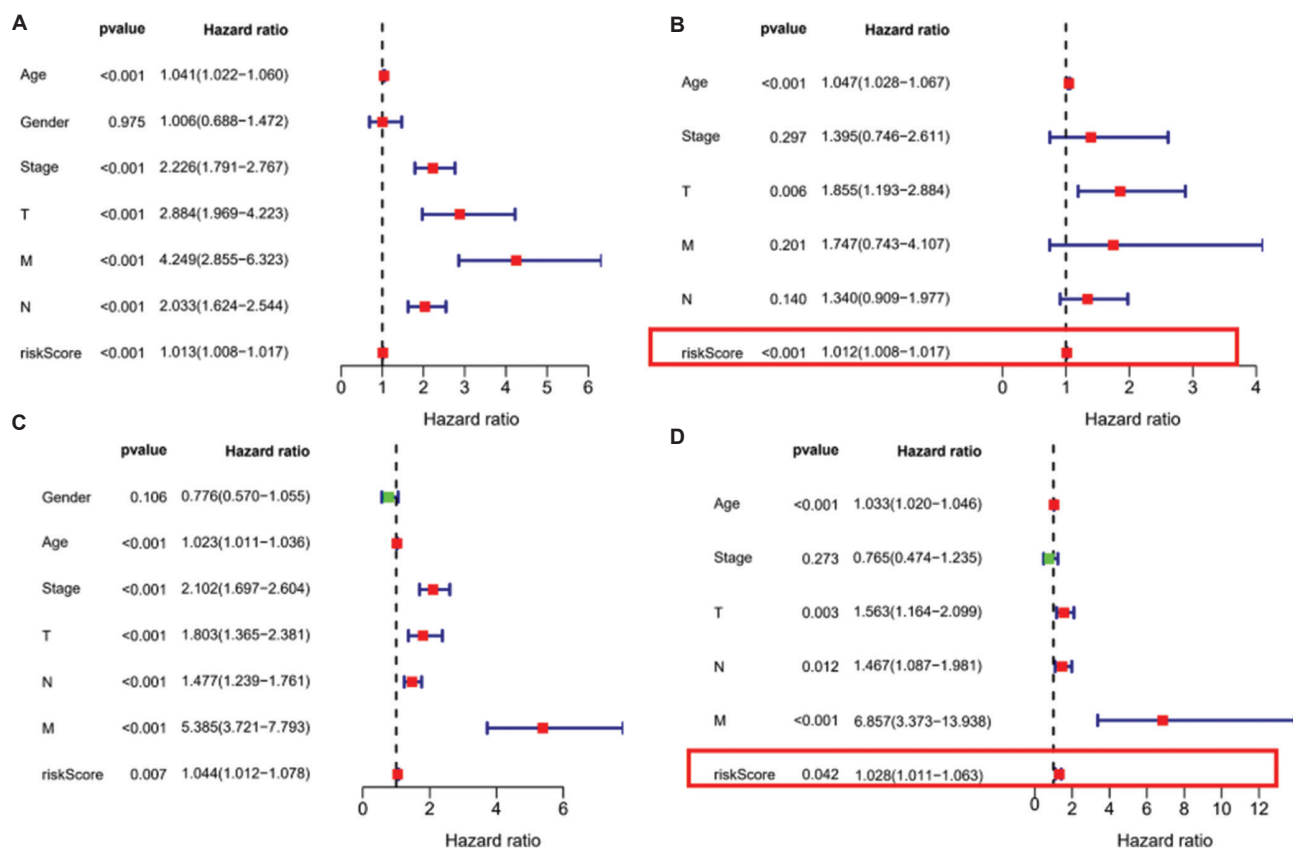 A
pvalue Hazard ratio
Age <0.001 1.041(1.022−1.060)
Gender 0.975 1.006(0.688−1.472)
Stage <0.001 2.226(1.791−2.767)
T <0.001 2.884(1.969−4.223)
M <0.001 4.249(2.855−6.323)
N <0.001 2.033(1.624−2.544)
riskScore <0.001 1.013(1.008−1.017)
0 1 2 3 4 5 6
Hazard ratio
B
pvalue Hazard ratio
Age <0.001 1.047(1.028−1.067)
Stage 0.297 1.395(0.746−2.611)
T 0.006 1.855(1.193−2.884)
M 0.201 1.747(0.743−4.107)
N 0.140 1.340(0.909−1.977)
riskScore <0.001 1.012(1.008−1.017)
0 1 2 3 4
Hazard ratio
C
pvalue Hazard ratio
Gender 0.106 0.776(0.570−1.055)
Age <0.001 1.023(1.011−1.036)
Stage <0.001 2.102(1.697−2.604)
T <0.001 1.803(1.365−2.381)
N <0.001 1.477(1.239−1.761)
M <0.001 5.385(3.721−7.793)
riskScore 0.007 1.044(1.012−1.078)
0 2 4 6
Hazard ratio
D
pvalue Hazard ratio
Age <0.001 1.033(1.020−1.046)
Stage 0.273 0.765(0.474−1.235)
T 0.003 1.563(1.164−2.099)
N 0.012 1.467(1.087−1.981)
M <0.001 6.857(3.373−13.938)
riskScore 0.042 1.028(1.011−1.063)
0 2 4 6 8 10 12
Hazard ratio